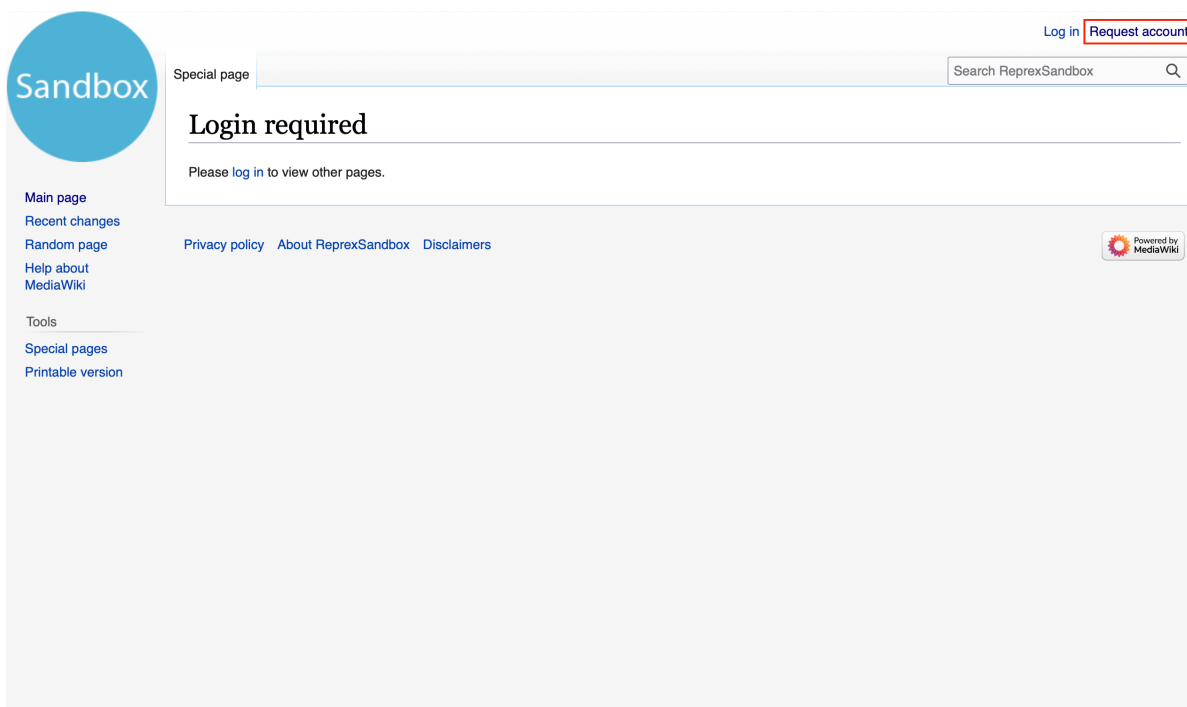 Log in Request account
Sandbox
Special page
Search ReprexSandbox
Login required
Please log in to view other pages.
Main page
Recent changes
Random page
Help about
MediaWiki
Tools
Special pages
Printable version
Privacy policy About ReprexSandbox Disclaimers
Powered by
MediaWiki